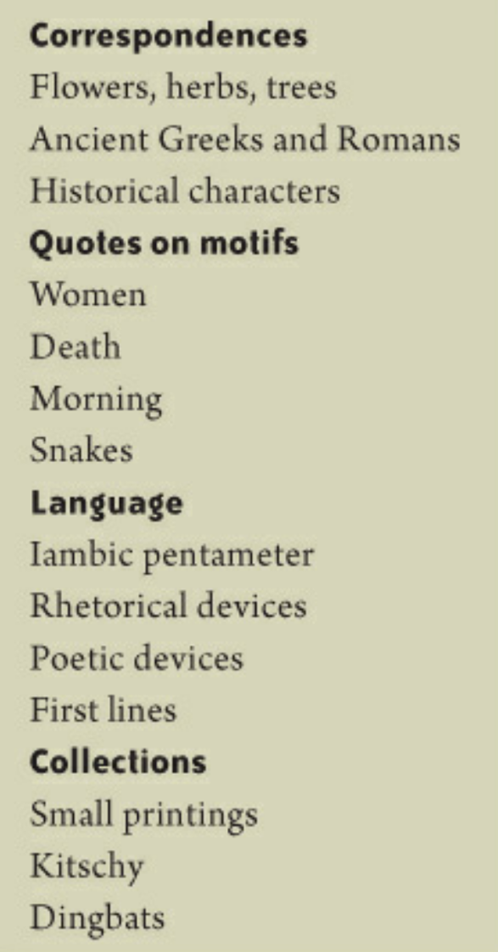 Correspondences
Flowers, herbs, trees
Ancient Greeks and Romans
Historical characters
Quotes on motifs
Women
Death
Morning
Snakes
Language
Iambic pentameter
Rhetorical devices
Poetic devices
First lines
Collections
Small printings
Kitschy
Dingbats